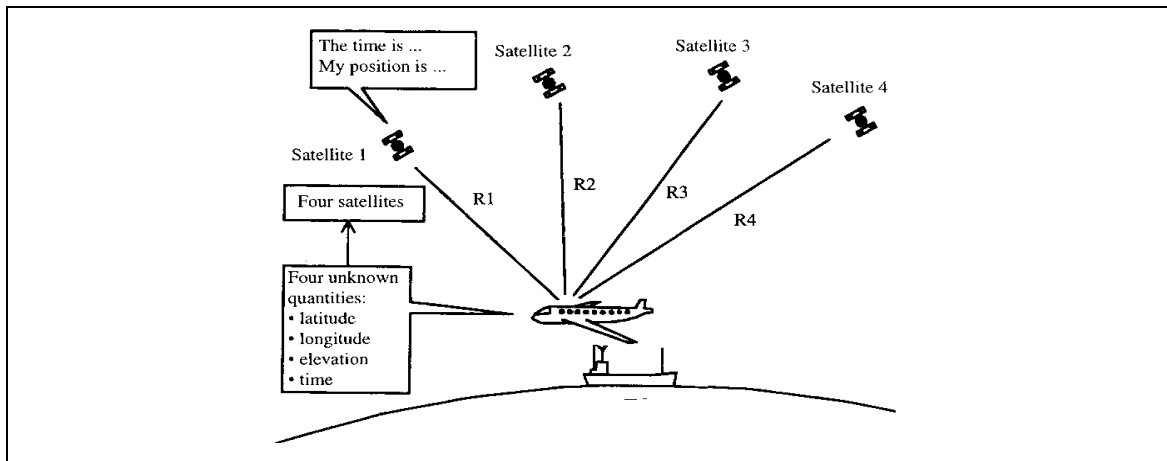 The time is ...
My position is ...
Satellite 1
Satellite 2
Satellite 3
Satellite 4
R1
R2
R3
R4
Four satellites
Four unknown
quantities:
• latitude
• longitude
• elevation
• time